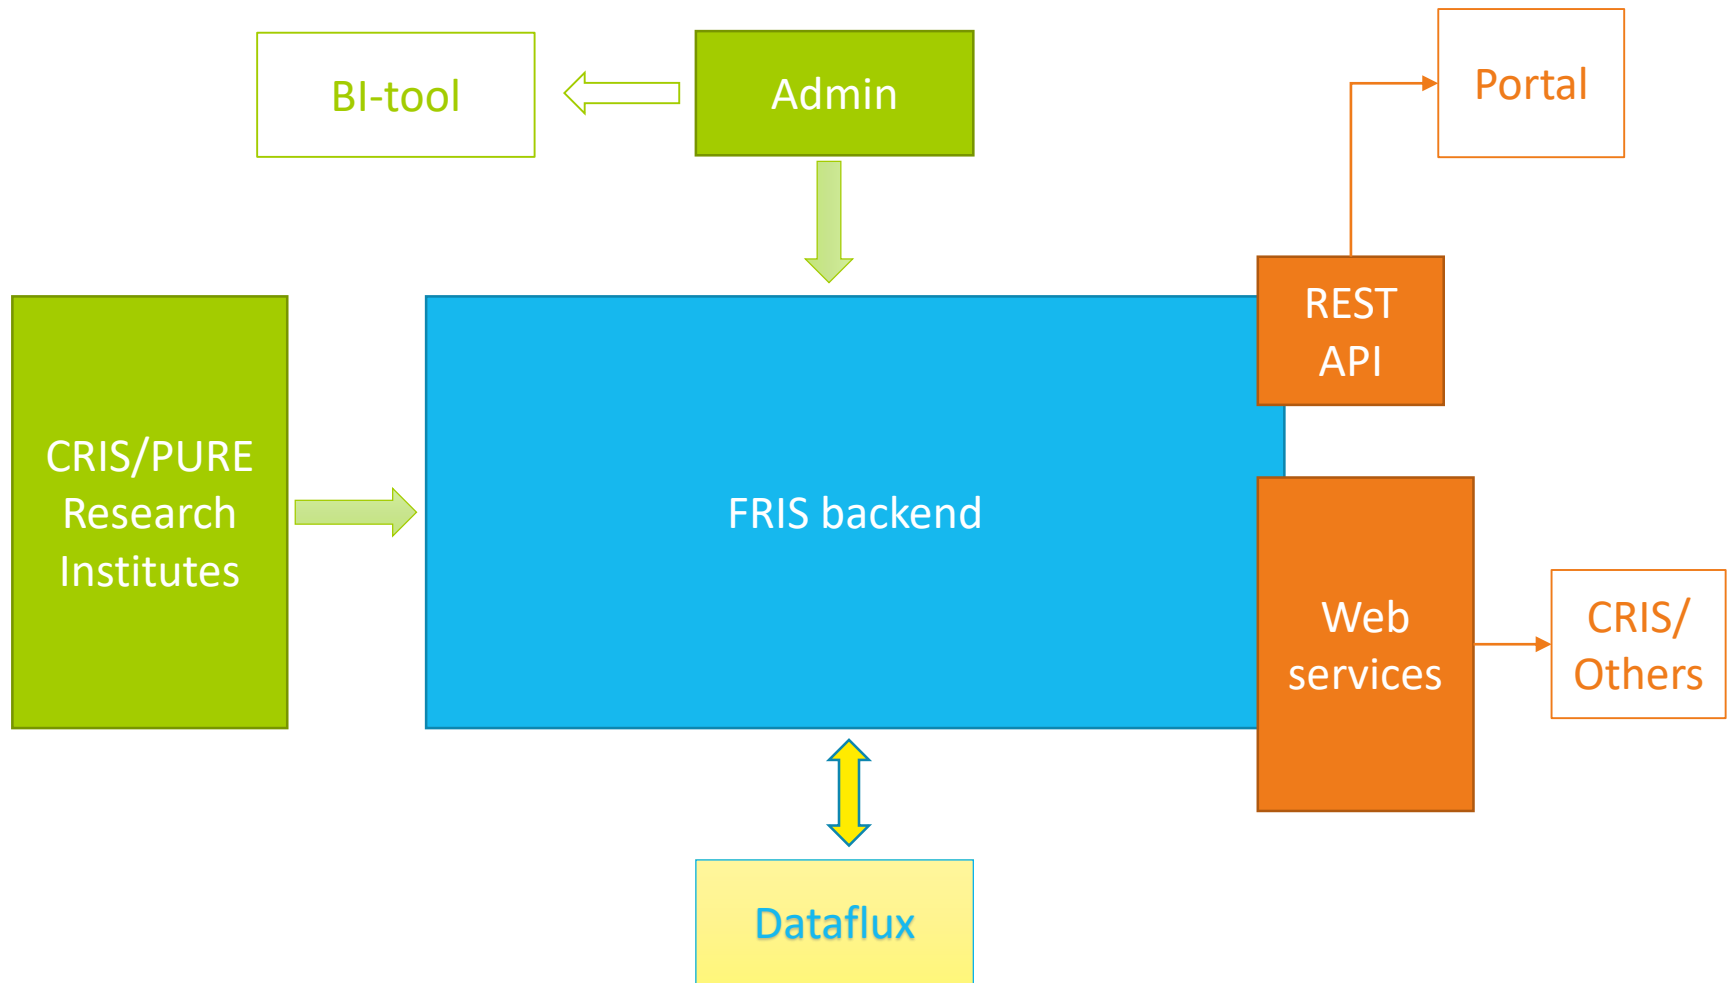 BI-tool
Admin
Portal
REST
API
CRIS/PURE
Research
Institutes
FRIS backend
Web
services
CRIS/
Others
Dataflux